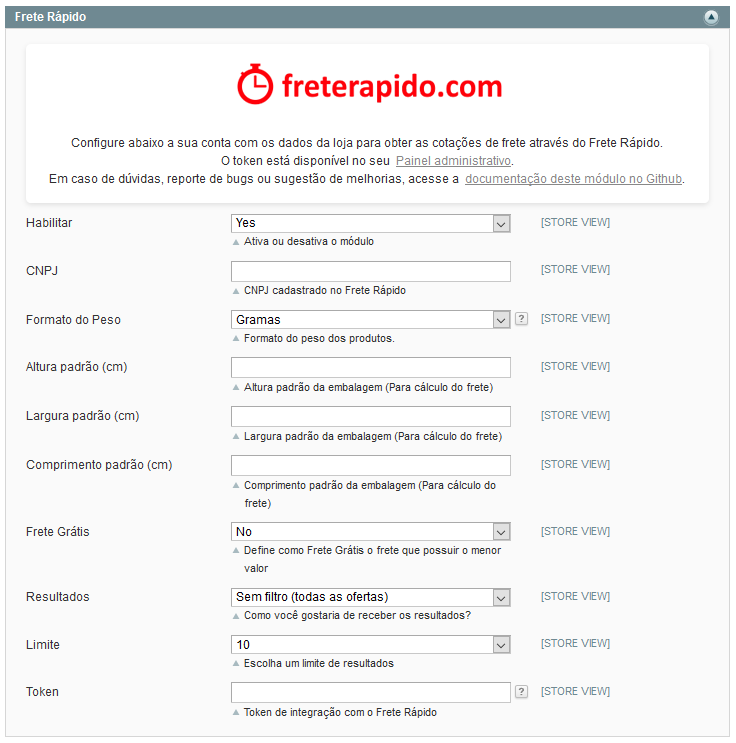 Frete Rápido
freterapido.com
Configure abaixo a sua conta com os dados da loja para obter as cotações de frete através do Frete Rápido.
O token está disponível no seu Painel administrativo.
Em caso de dúvidas, reporte de bugs ou sugestão de melhorias, acesse a documentação deste módulo no Github.
Habilitar Yes [STORE VIEW]
Ativa ou desativa o módulo
CNPJ [STORE VIEW]
CNPJ cadastrado no Frete Rápido
Formato do Peso Gramas ? [STORE VIEW]
Formato do peso dos produtos.
Altura padrão (cm) [STORE VIEW]
Altura padrão da embalagem (Para cálculo do frete)
Largura padrão (cm) [STORE VIEW]
Largura padrão da embalagem (Para cálculo do frete)
Comprimento padrão (cm) [STORE VIEW]
Comprimento padrão da embalagem (Para cálculo do
frete)
Frete Grátis No [STORE VIEW]
Define como Frete Grátis o frete que possuir o menor
valor
Resultados Sem filtro (todas as ofertas) [STORE VIEW]
Como você gostaria de receber os resultados?
Limite 10 [STORE VIEW]
Escolha um limite de resultados
Token ? [STORE VIEW]
Token de integração com o Frete Rápido